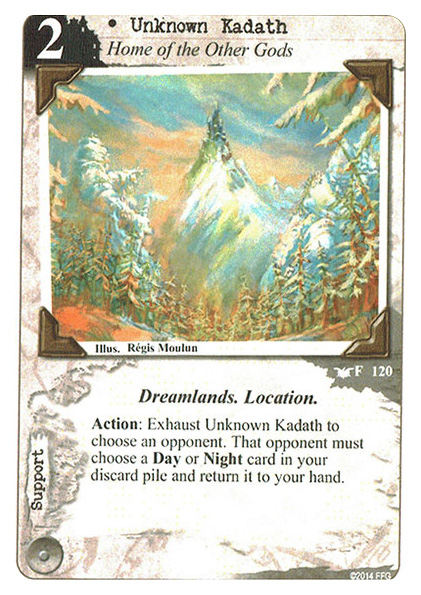 2
• Unknown Kadath
Home of the Other Gods
Illus. Régis Moulun
F 120
Dreamlands. Location.
Action: Exhaust Unknown Kadath to
choose an opponent. That opponent must
choose a Day or Night card in your
discard pile and return it to your hand.
Support
©2014 FFG